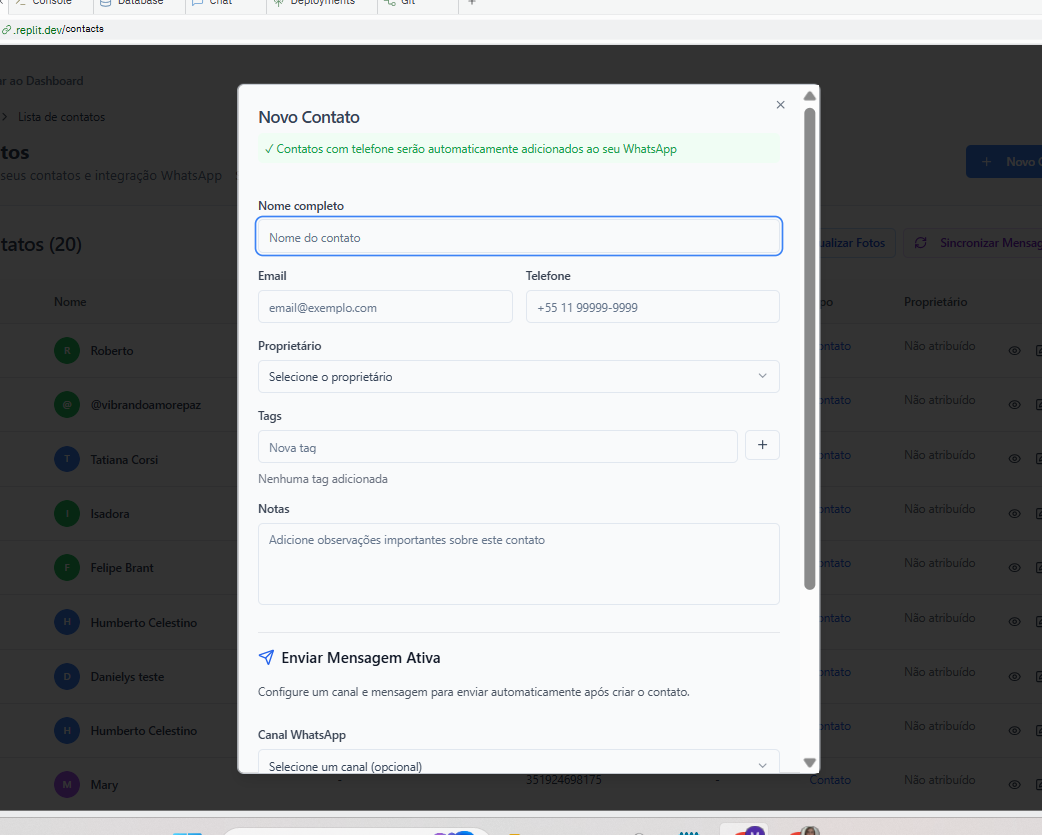 Console Database Chat Deployments Git +
.replit.dev/contacts
ar ao Dashboard
Lista de contatos
tos
seus contatos e integração WhatsApp
+ Novo C
tatos (20)
ualizar Fotos Sincronizar Mensag
Nome Proprietário
R Roberto ontato Não atribuído
@ @vibrandoamorepaz ontato Não atribuído
T Tatiana Corsi ontato Não atribuído
I Isadora ontato Não atribuído
F Felipe Brant ontato Não atribuído
H Humberto Celestino ontato Não atribuído
D Danielys teste ontato Não atribuído
H Humberto Celestino ontato Não atribuído
M Mary - 351924698175 - Contato Não atribuído
Novo Contato
✓ Contatos com telefone serão automaticamente adicionados ao seu WhatsApp
Nome completo
Nome do contato
Email Telefone
email@exemplo.com +55 11 99999-9999
Proprietário
Selecione o proprietário
Tags
Nova tag +
Nenhuma tag adicionada
Notas
Adicione observações importantes sobre este contato
Enviar Mensagem Ativa
Configure um canal e mensagem para enviar automaticamente após criar o contato.
Canal WhatsApp
Selecione um canal (opcional)